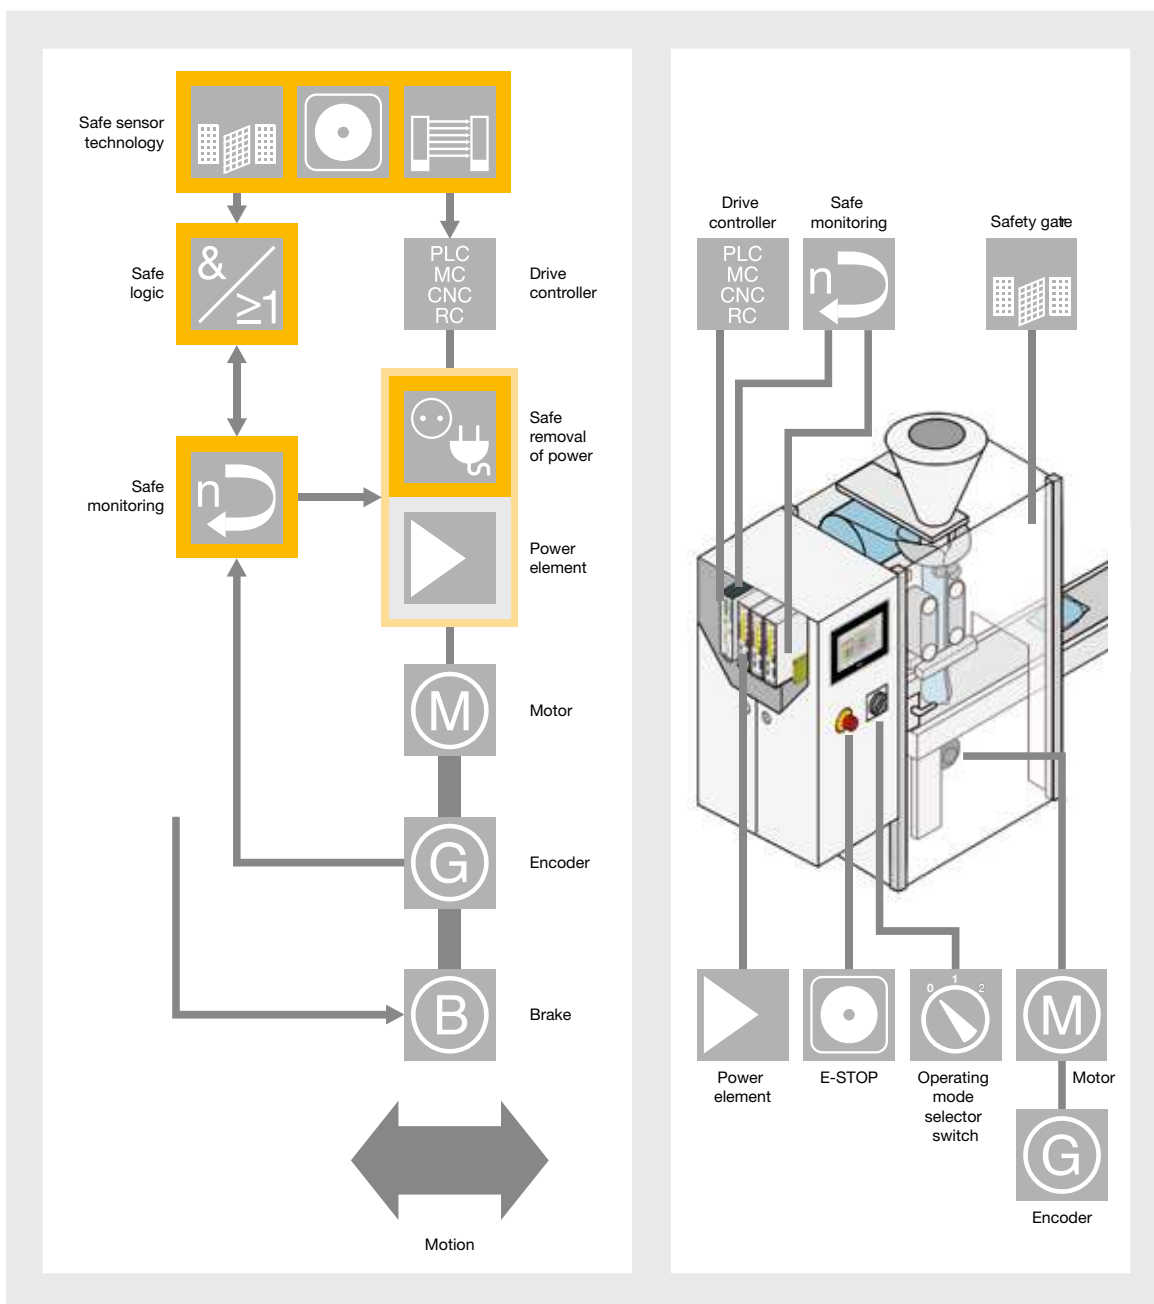 Safe sensor
technology
Safe
logic
&
≥1
PLC
MC
CNC
RC
Drive
controller
Safe
removal
of power
Safe
monitoring
n
Power
element
M
Motor
G
Encoder
B
Brake
Motion
Drive
controller
Safe
monitoring
Safety gate
PLC
MC
CNC
RC
n
0 1 2
M
Power
element
E-STOP
Operating
mode
selector
switch
Motor
G
Encoder